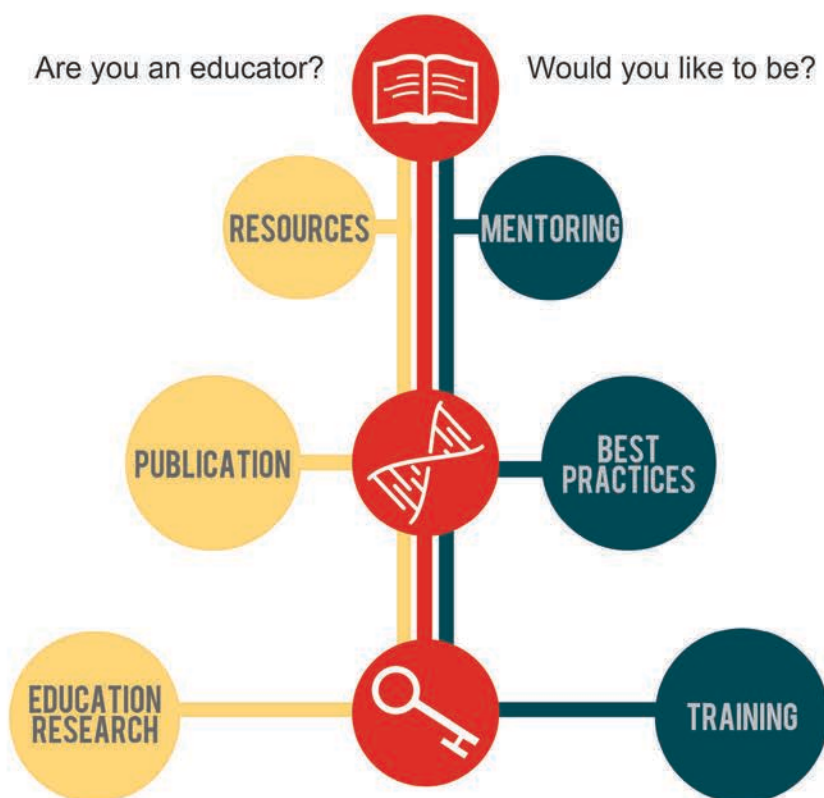 Are you an educator?
Would you like to be?
RESOURCES
MENTORING
PUBLICATION
BEST
PRACTICES
EDUCATION
RESEARCH
TRAINING